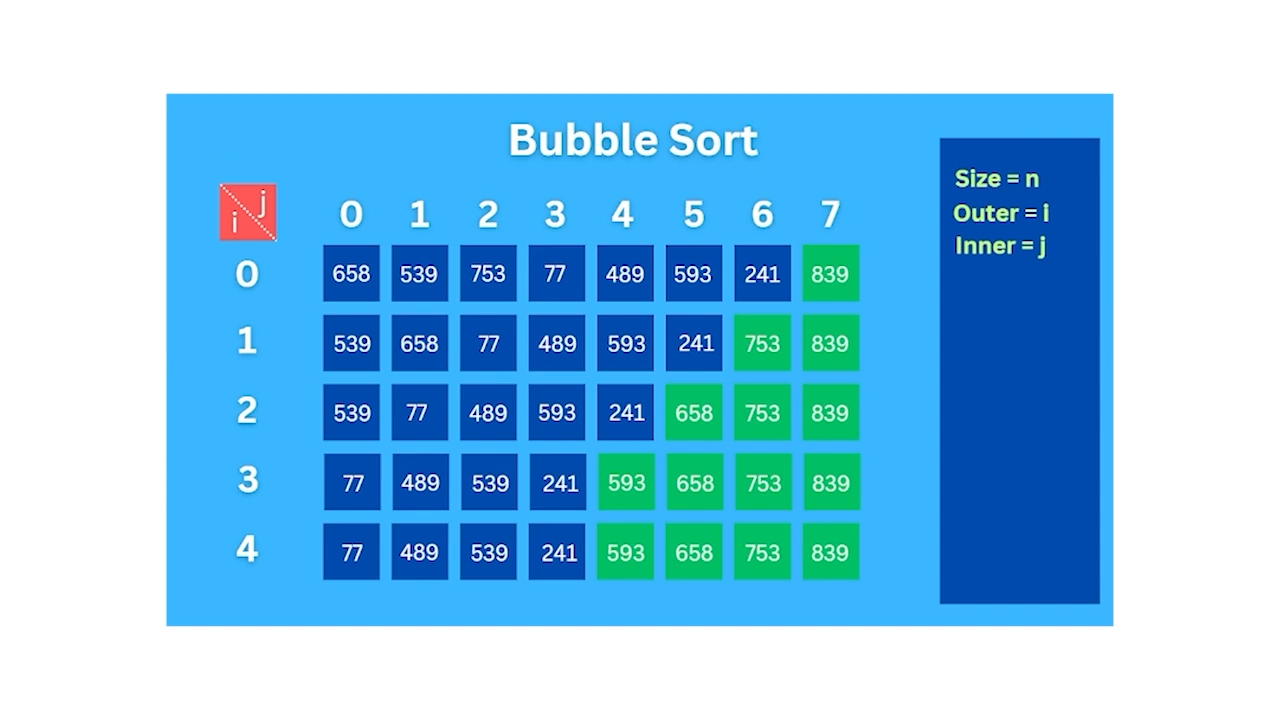 Bubble Sort
Size = n
Outer = i
Inner = j
i j 0 1 2 3 4 5 6 7
0 658 539 753 77 489 593 241 839
1 539 658 77 489 593 241 753 839
2 539 77 489 593 241 658 753 839
3 77 489 539 241 593 658 753 839
4 77 489 539 241 593 658 753 839